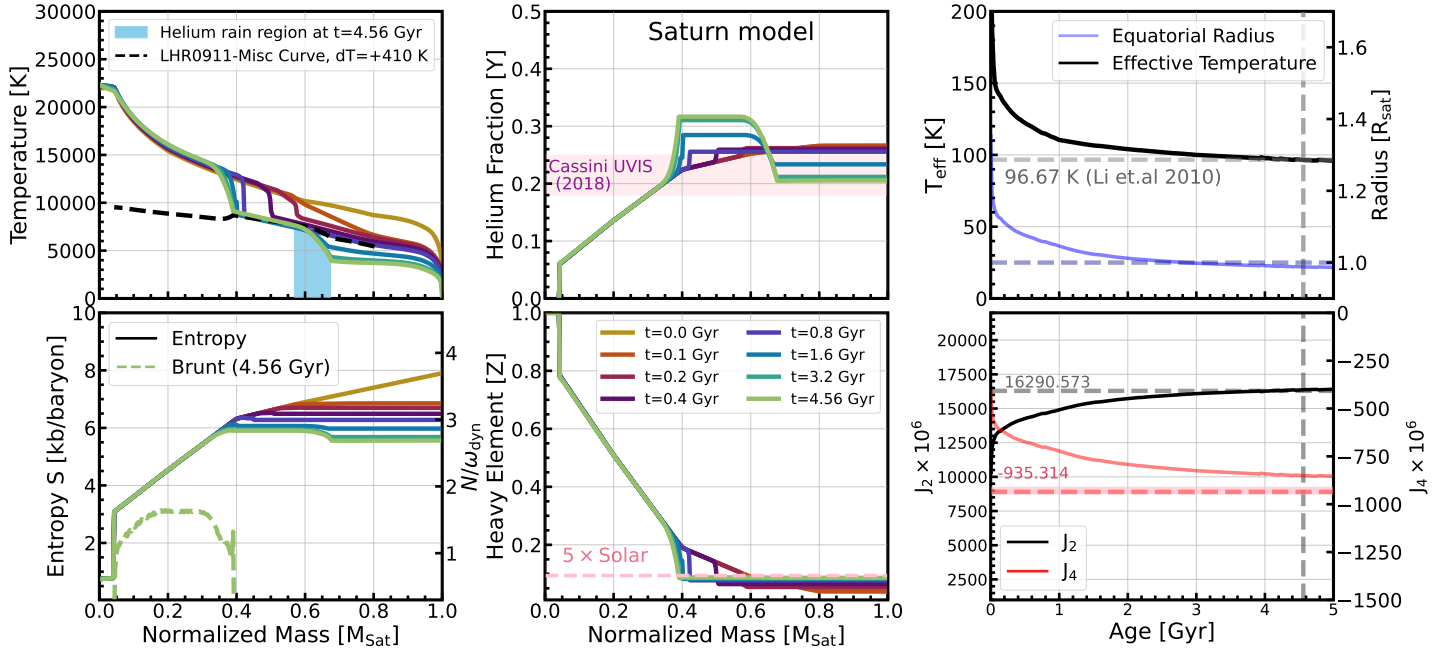 Saturn model
Temperature [K]
30000
25000
20000
15000
10000
5000
0
Helium rain region at t=4.56 Gyr
LHR0911-Misc Curve, dT=+410 K
Helium Fraction [Y]
0.5
0.4
0.3
0.2
0.1
0.0
Cassini UVIS
(2018)
T_eff [K]
200
150
100
50
0
Equatorial Radius
Effective Temperature
96.67 K (Li et.al 2010)
1.6
1.4
1.2
1.0
Radius [R_sat]
Entropy S [kb/baryon]
10
8
6
4
2
Entropy
Brunt (4.56 Gyr)
4
3
2
1
N/ω_dyn
0.0 0.2 0.4 0.6 0.8 1.0
Normalized Mass [M_Sat]
Heavy Element [Z]
1.0
0.8
0.6
0.4
0.2
t=0.0 Gyr
t=0.1 Gyr
t=0.2 Gyr
t=0.4 Gyr
t=0.8 Gyr
t=1.6 Gyr
t=3.2 Gyr
t=4.56 Gyr
5 × Solar
0.0 0.2 0.4 0.6 0.8 1.0
Normalized Mass [M_Sat]
J₂ × 10⁶
20000
17500
15000
12500
10000
7500
5000
2500
16290.573
-935.314
J₂
J₄
0
−250
−500
−750
−1000
−1250
−1500
J₄ × 10⁶
0 1 2 3 4 5
Age [Gyr]